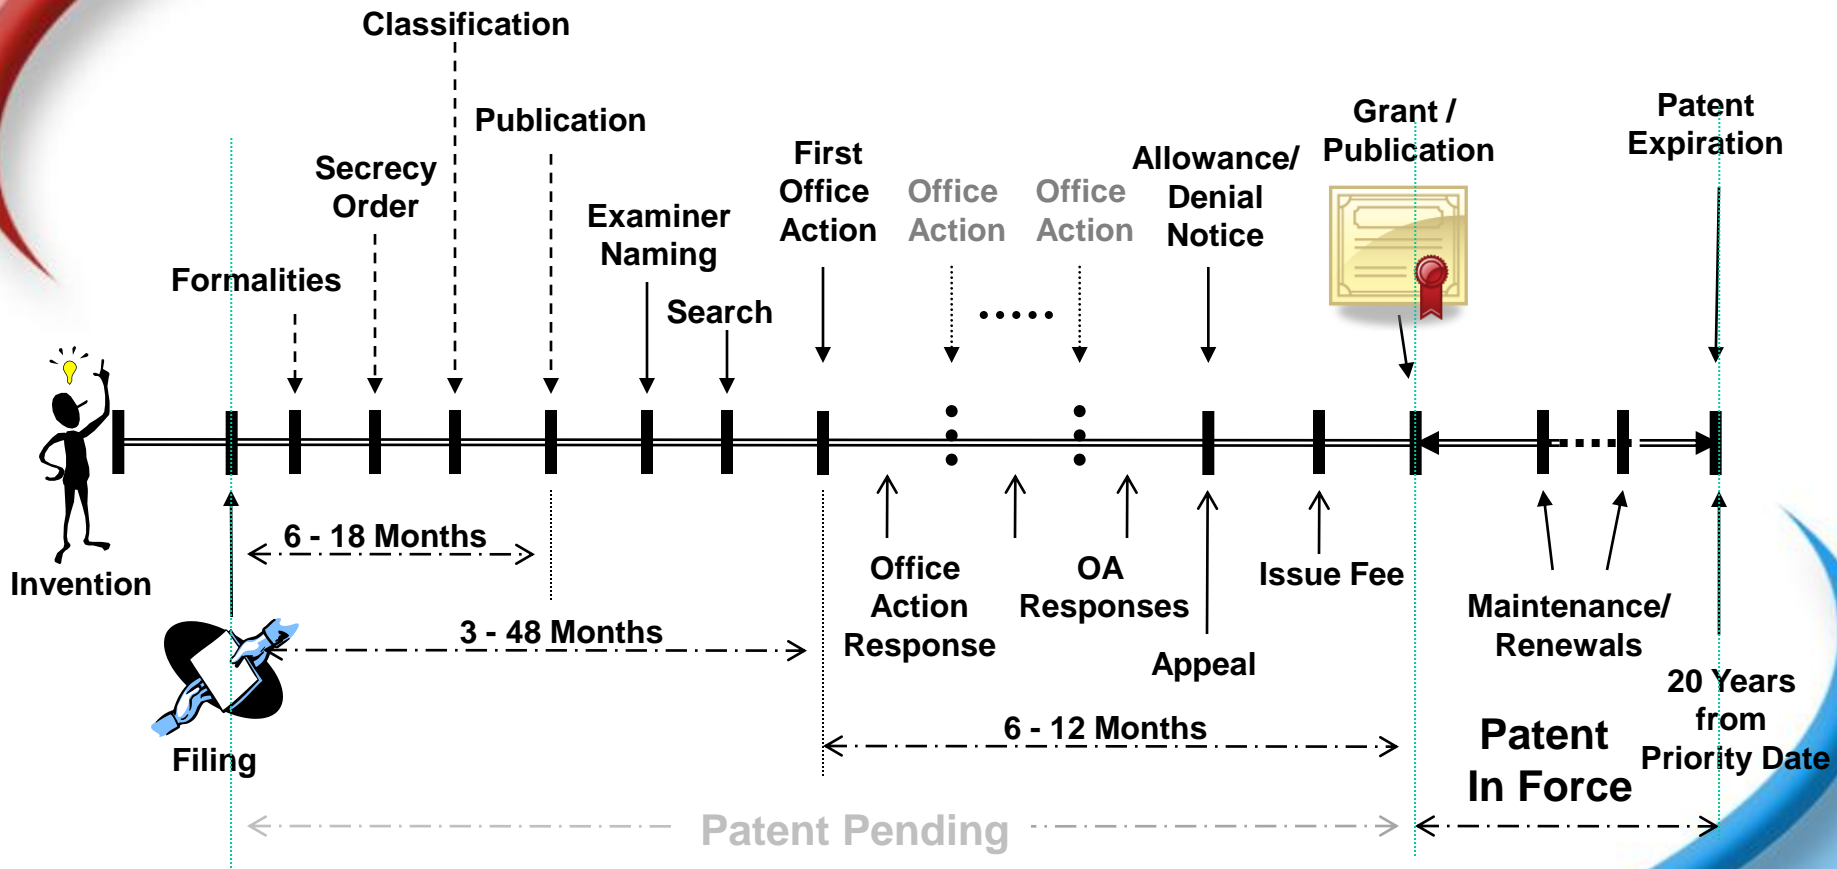 Classification
Publication
Secrecy
Order
Formalities
Examiner
Naming
Search
First
Office
Action
Office
Action
Office
Action
Allowance/
Denial
Notice
Grant /
Publication
Patent
Expiration
Invention
6 - 18 Months
3 - 48 Months
Filing
Office
Action
Response
OA
Responses
Appeal
Issue Fee
Maintenance/
Renewals
6 - 12 Months
Patent
In Force
20 Years
from
Priority Date
Patent Pending